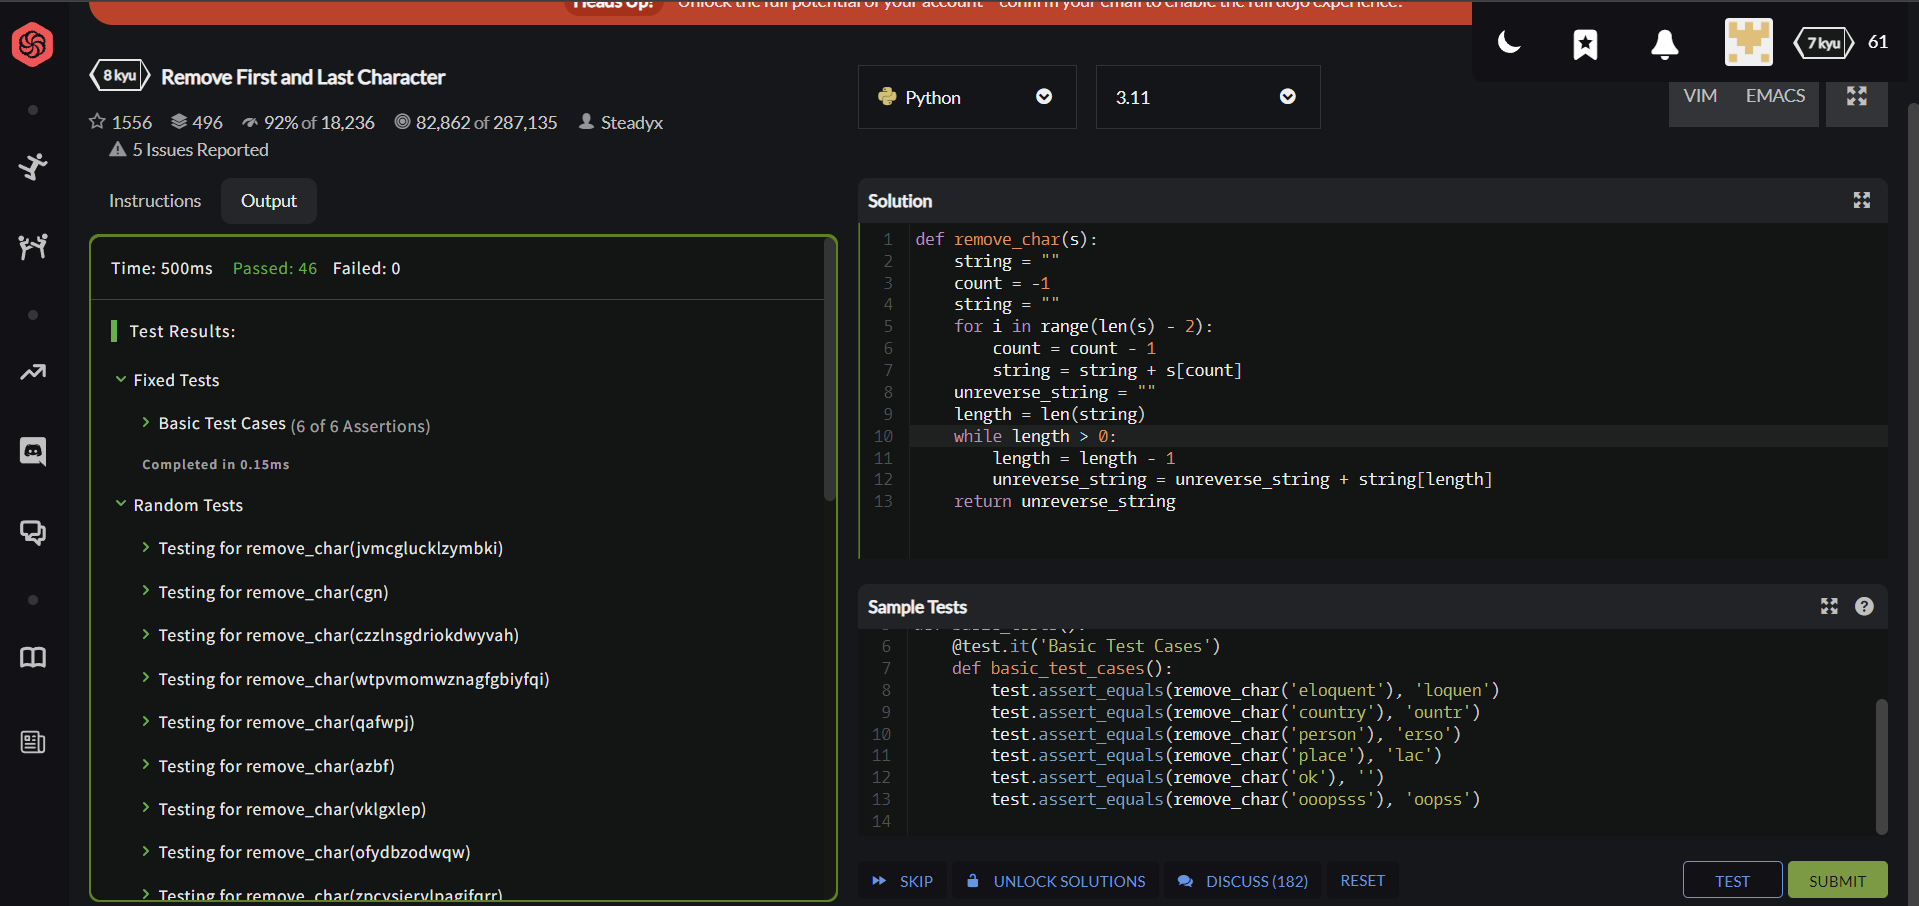 Heads Up! Unlock the full potential of your account confirm your email to enable the full dojo experience.
8 kyu Remove First and Last Character
1556 496 92% of 18,236 82,862 of 287,135 Steadyx
5 Issues Reported
Python 3.11
7 kyu 61
VIM EMACS
Instructions Output
Time: 500ms Passed: 46 Failed: 0
Test Results:
Fixed Tests
Basic Test Cases (6 of 6 Assertions)
Completed in 0.15ms
Random Tests
Testing for remove_char(jvmcglucklzymbki)
Testing for remove_char(cgn)
Testing for remove_char(czzlnsgdriokdwyvah)
Testing for remove_char(wtpvmomwznagfgbiyfqi)
Testing for remove_char(qafwpj)
Testing for remove_char(azbf)
Testing for remove_char(vklgxlep)
Testing for remove_char(ofydbzodwqw)
Solution
1 def remove_char(s):
2     string = ""
3     count = -1
4     string = ""
5     for i in range(len(s) - 2):
6         count = count - 1
7         string = string + s[count]
8     unreverse_string = ""
9     length = len(string)
10     while length > 0:
11         length = length - 1
12         unreverse_string = unreverse_string + string[length]
13     return unreverse_string
Sample Tests
6     @test.it('Basic Test Cases')
7     def basic_test_cases():
8         test.assert_equals(remove_char('eloquent'), 'loquen')
9         test.assert_equals(remove_char('country'), 'ountr')
10         test.assert_equals(remove_char('person'), 'erso')
11         test.assert_equals(remove_char('place'), 'lac')
12         test.assert_equals(remove_char('ok'), '')
13         test.assert_equals(remove_char('ooopsss'), 'oopss')
14
SKIP UNLOCK SOLUTIONS DISCUSS (182) RESET TEST SUBMIT